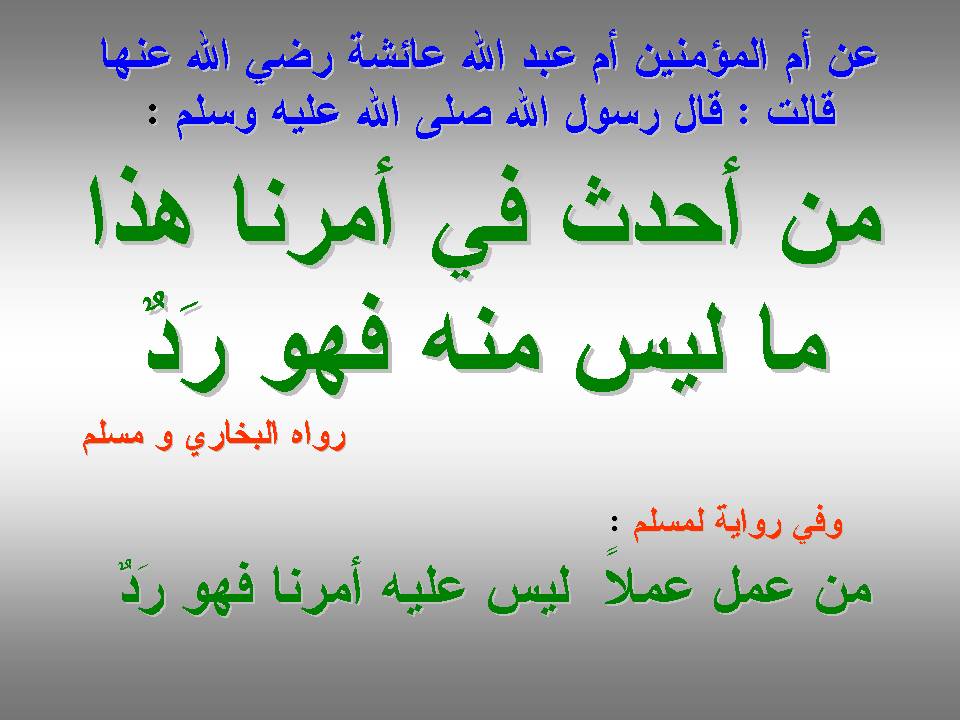 عن أم المؤمنين أم عبد الله عائشة رضي الله عنها
قالت : قال رسول الله صلى الله عليه وسلم :
من أحدث في أمرنا هذا
ما ليس منه فهو رَدٌ
رواه البخاري و مسلم
وفي رواية لمسلم :
من عمل عملاً ليس عليه أمرنا فهو رَدٌ